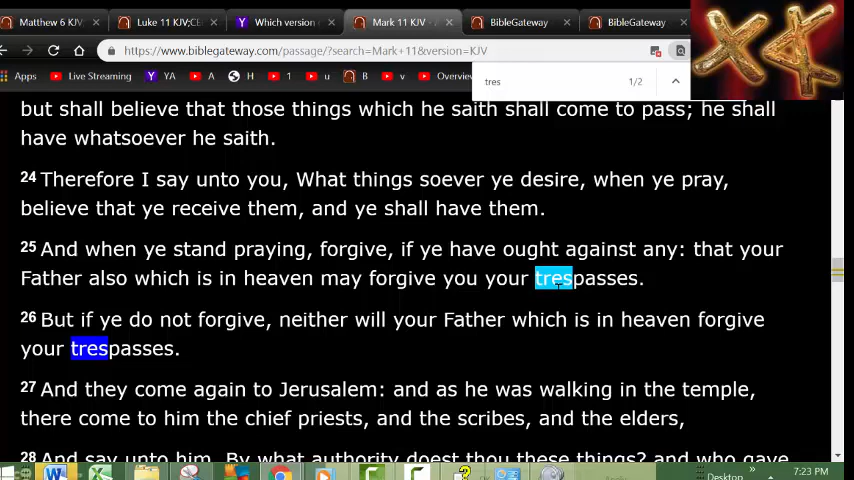 Matthew 6 KJV
Luke 11 KJV;CE
Which version
Mark 11 KJV
BibleGateway
BibleGateway
https://www.biblegateway.com/passage/?search=Mark+11&version=KJV
Apps
Live Streaming
YA
A
H
1
u
B
v
Overview
tres
1/2
but shall believe that those things which he saith shall come to pass; he shall
have whatsoever he saith.
24 Therefore I say unto you, What things soever ye desire, when ye pray,
believe that ye receive them, and ye shall have them.
25 And when ye stand praying, forgive, if ye have ought against any: that your
Father also which is in heaven may forgive you your trespasses.
26 But if ye do not forgive, neither will your Father which is in heaven forgive
your trespasses.
27 And they come again to Jerusalem: and as he was walking in the temple,
there come to him the chief priests, and the scribes, and the elders,
28 And say unto him, By what authority doest thou these things? and who gave
Desktop
7:23 PM